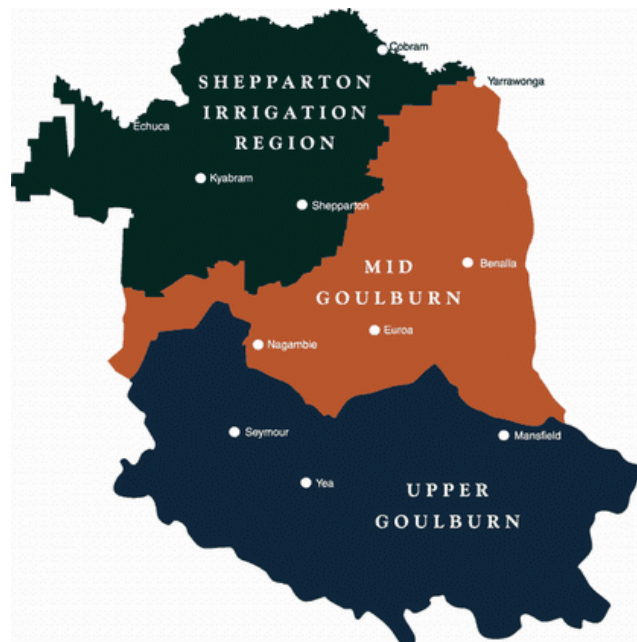 Cobram
SHEPPARTON
IRRIGATION
REGION
Yarrawonga
Echuca
Kyabram
Shepparton
MID
GOULBURN
Benalla
Euroa
Nagambie
Seymour
Mansfield
Yea
UPPER
GOULBURN